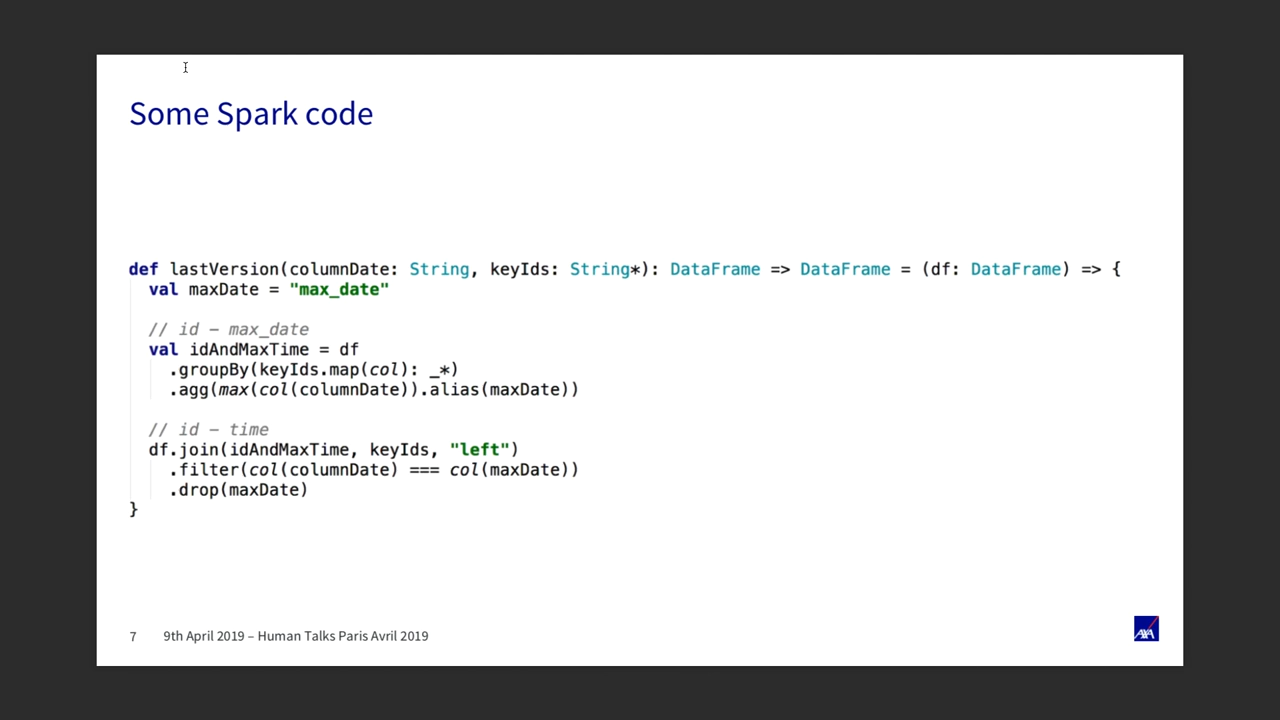 Some Spark code
def lastVersion(columnDate: String, keyIds: String*): DataFrame => DataFrame = (df: DataFrame) => {
  val maxDate = "max_date"
  // id – max_date
  val idAndMaxTime = df
    .groupBy(keyIds.map(col): _*)
    .agg(max(col(columnDate)).alias(maxDate))
  // id – time
  df.join(idAndMaxTime, keyIds, "left")
    .filter(col(columnDate) === col(maxDate))
    .drop(maxDate)
}
7 9th April 2019 – Human Talks Paris Avril 2019
AXA